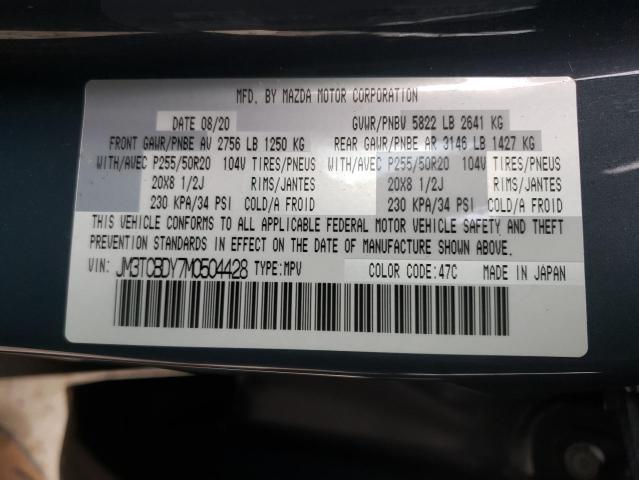 MFD. BY MAZDA MOTOR CORPORATION
DATE 08/20 GVWR/PNBV 5822 LB 2641 KG
FRONT GAWR/PNBE AV 2756 LB 1250 KG REAR GAWR/PNBE AR 3146 LB 1427 KG
WITH/AVEC P255/50R20 104V TIRES/PNEUS WITH/AVEC P255/50R20 104V TIRES/PNEUS
20X8 1/2J RIMS/JANTES 20X8 1/2J RIMS/JANTES
230 KPA/34 PSI COLD/A FROID 230 KPA/34 PSI COLD/A FROID
THIS VEHICLE CONFORMS TO ALL APPLICABLE FEDERAL MOTOR VEHICLE SAFETY, AND THEFT
PREVENTION STANDARDS IN EFFECT ON THE DATE OF MANUFACTURE SHOWN ABOVE.
VIN: JM3TCBDY7M0504428 TYPE:MPV COLOR CODE:47C MADE IN JAPAN